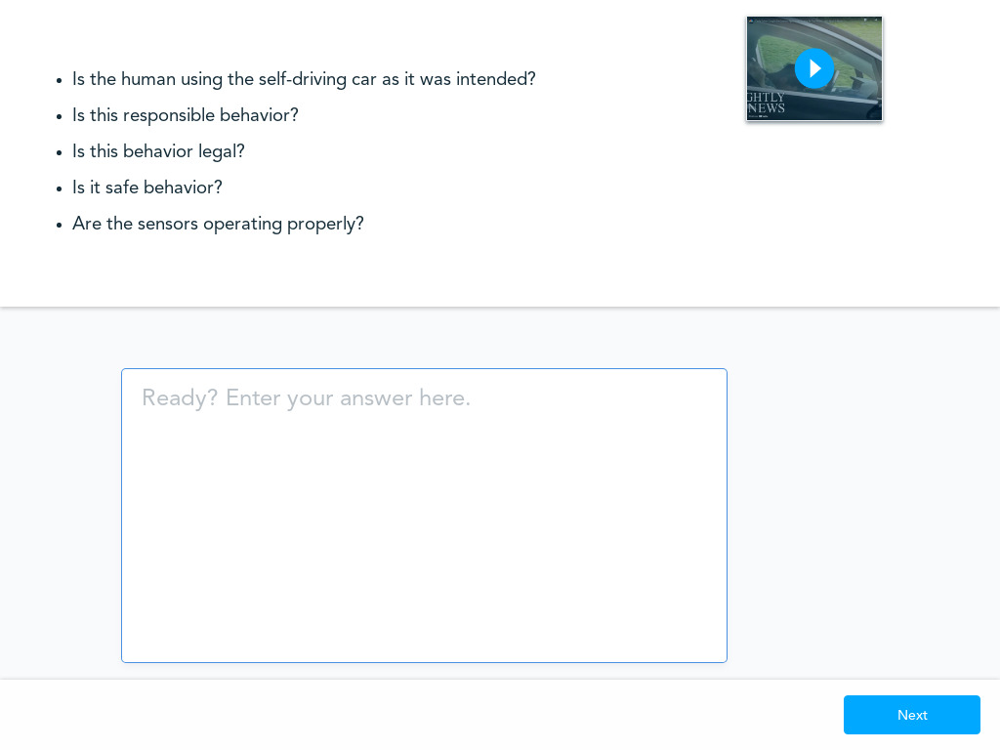 Is the human using the self-driving car as it was intended?
Is this responsible behavior?
Is this behavior legal?
Is it safe behavior?
Are the sensors operating properly?
GHTLY
NEWS
Ready? Enter your answer here.
Next